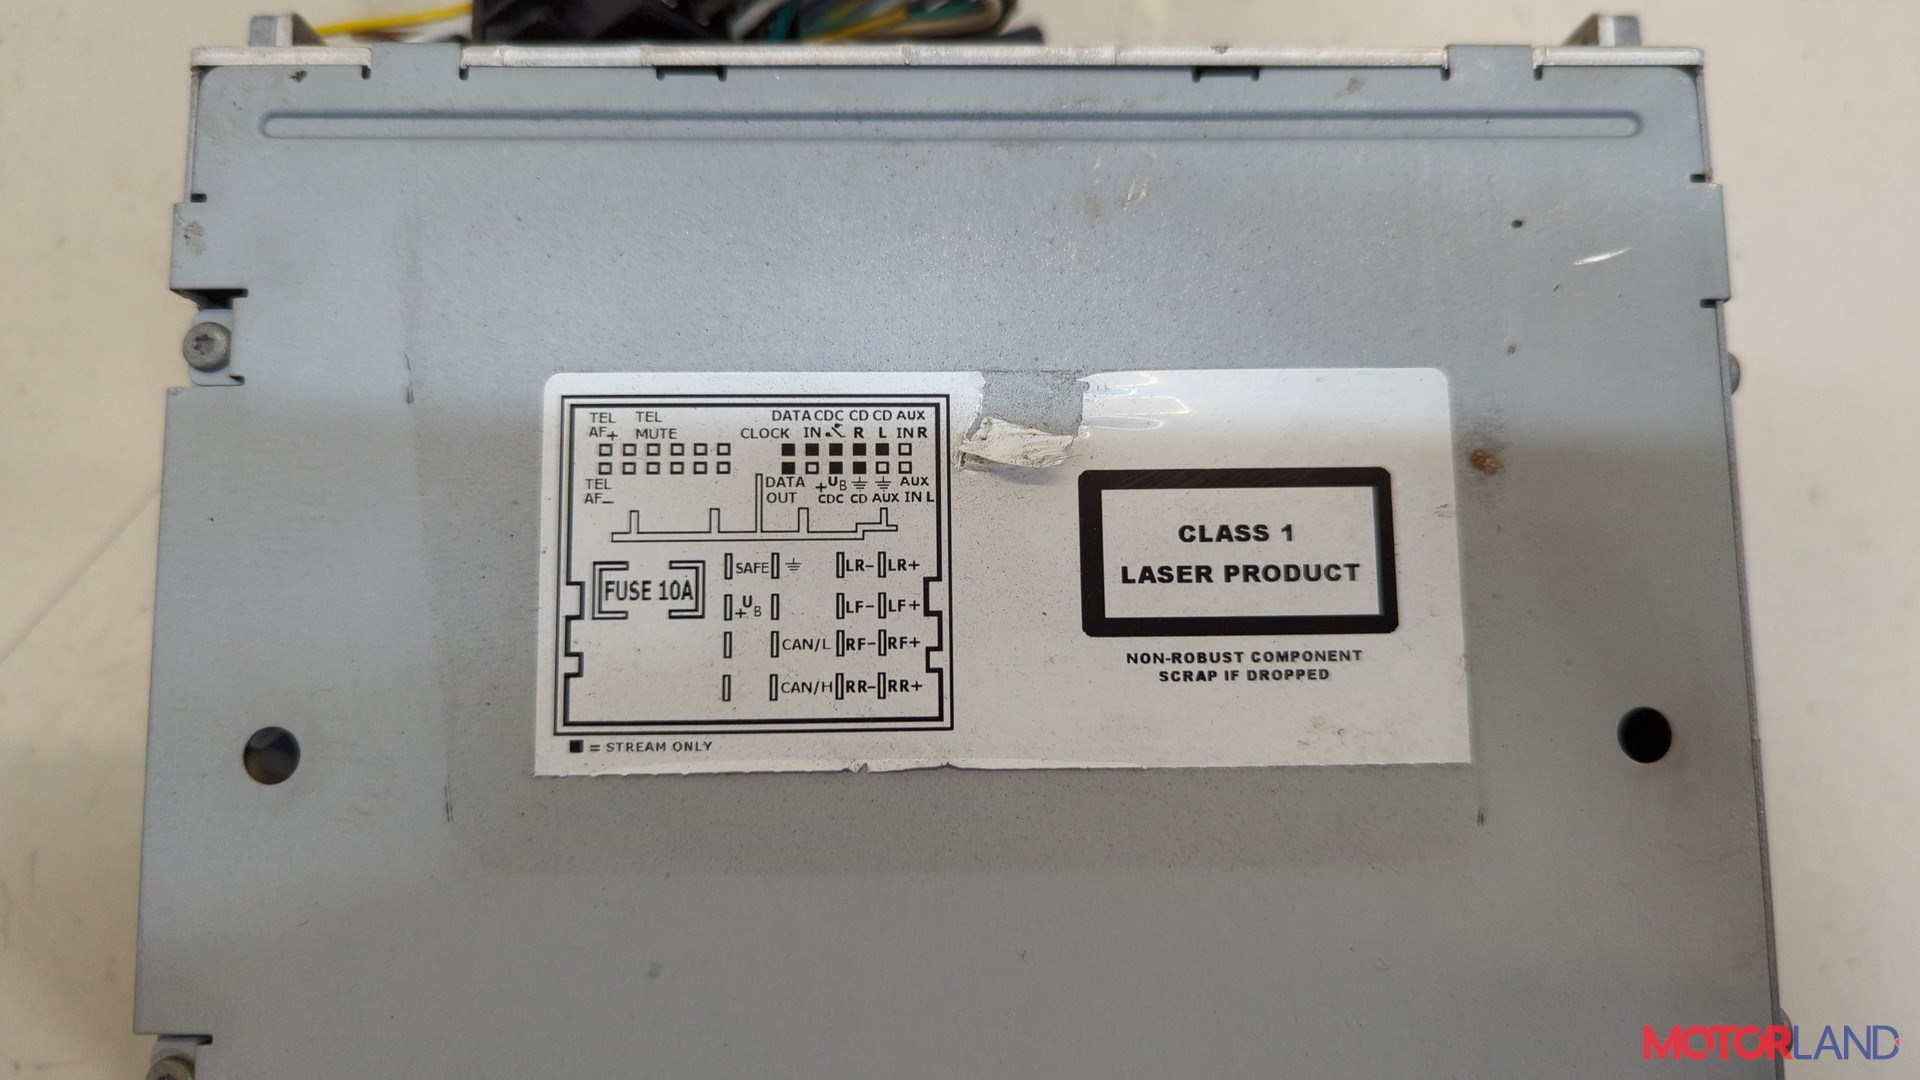 TEL TEL DATA CDC CD CD AUX
AF+ MUTE CLOCK IN R L IN R
TEL DATA +UB AUX
AF- OUT CDC CD AUX IN L
FUSE 10A
SAFE LR- LR+
+UB LF- LF+
CAN/L RF- RF+
CAN/H RR- RR+
= STREAM ONLY
CLASS 1
LASER PRODUCT
NON-ROBUST COMPONENT
SCRAP IF DROPPED
MOTORLAND